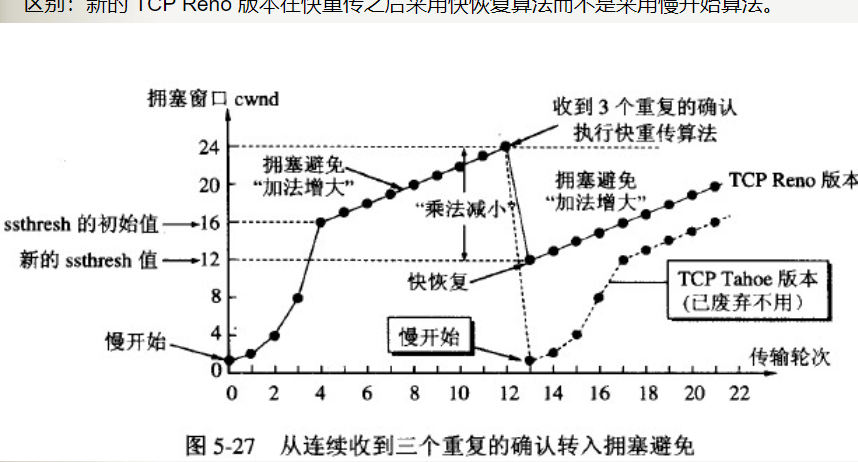 区别：新的 TCP Reno 版本在快重传之后采用快恢复算法而不是采用慢开始算法。
拥塞窗口 cwnd
收到 3 个重复的确认
执行快重传算法
24
拥塞避免
“加法增大”
20
拥塞避免
“加法增大”
TCP Reno 版本
“乘法减小”
ssthresh 的初始值
16
新的 ssthresh 值
12
快恢复
TCP Tahoe 版本
(已废弃不用)
8
慢开始
4
慢开始
传输轮次
0
0 2 4 6 8 10 12 14 16 18 20 22
图 5-27 从连续收到三个重复的确认转入拥塞避免